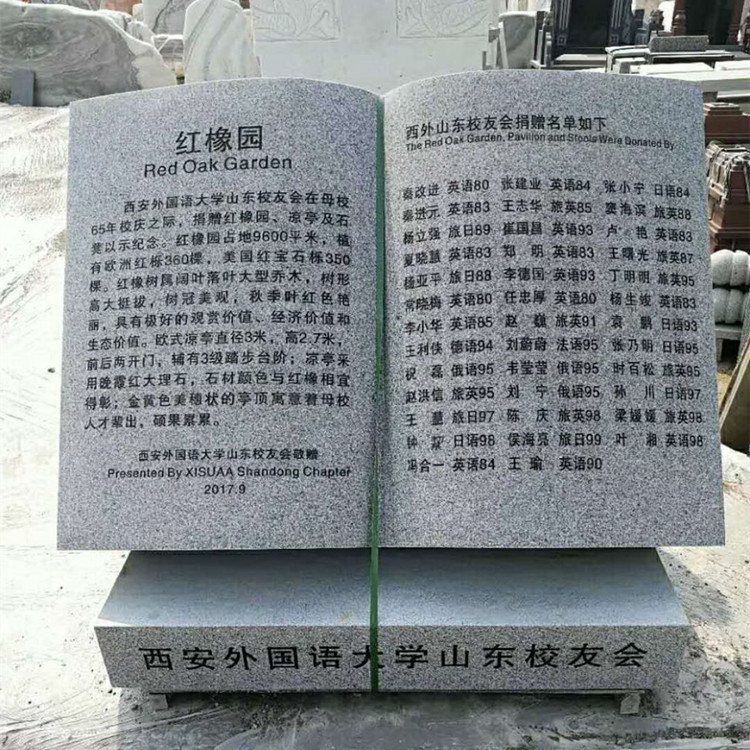 红橡园
Red Oak Garden
西安外国语大学山东校友会在母校
65年校庆之际，捐赠红橡园、凉亭及石
凳以示纪念。红橡园占地9600平米，植
有欧洲红栎360棵，美国红宝石栎350
棵。红橡树属阔叶落叶大型乔木，树形
高大挺拔，树冠美观，秋季叶红色艳
丽，具有极好的观赏价值、经济价值和
生态价值。欧式凉亭直径3米，高2.7米，
前后两开门，辅有3级踏步台阶；凉亭采
用晚霞红大理石，石材颜色与红橡相宜
得彰；金黄色美穗状的亭顶寓意着母校
人才辈出，硕果累累。
西安外国语大学山东校友会敬赠
Presented By XISUAA Shandong Chapter
2017.9
西外山东校友会捐赠名单如下
The Red Oak Garden, Pavilion and Stools Were Donated By
秦改进 英语80 张建业 英语84 张小宁 日语84
秦进元 英语83 王志华 旅英85 窦海滨 旅英88
杨立强 旅日89 崔国昌 英语93 卢艳 英语83
夏晓慧 英语83 郑明 英语83 王曙光 旅英87
杨亚平 旅日88 李德国 英语93 丁明明 旅英95
常晓梅 英语80 任忠厚 英语80 杨生竣 英语83
李小华 英语85 赵巍 旅英91 袁鹏 日语93
王利侠 德语94 刘蔚蔚 法语95 张乃明 日语95
祝磊 俄语95 韦莹莹 俄语95 时百松 旅英95
赵洪信 旅英95 刘宁 俄语95 孙川 日语97
王慧 旅日97 陈庆 旅英98 梁媛媛 旅英98
钟 日语98 侯海亮 旅日99 叶湘 英语98
冯合一 英语84 王瑜 英语90
西安外国语大学山东校友会